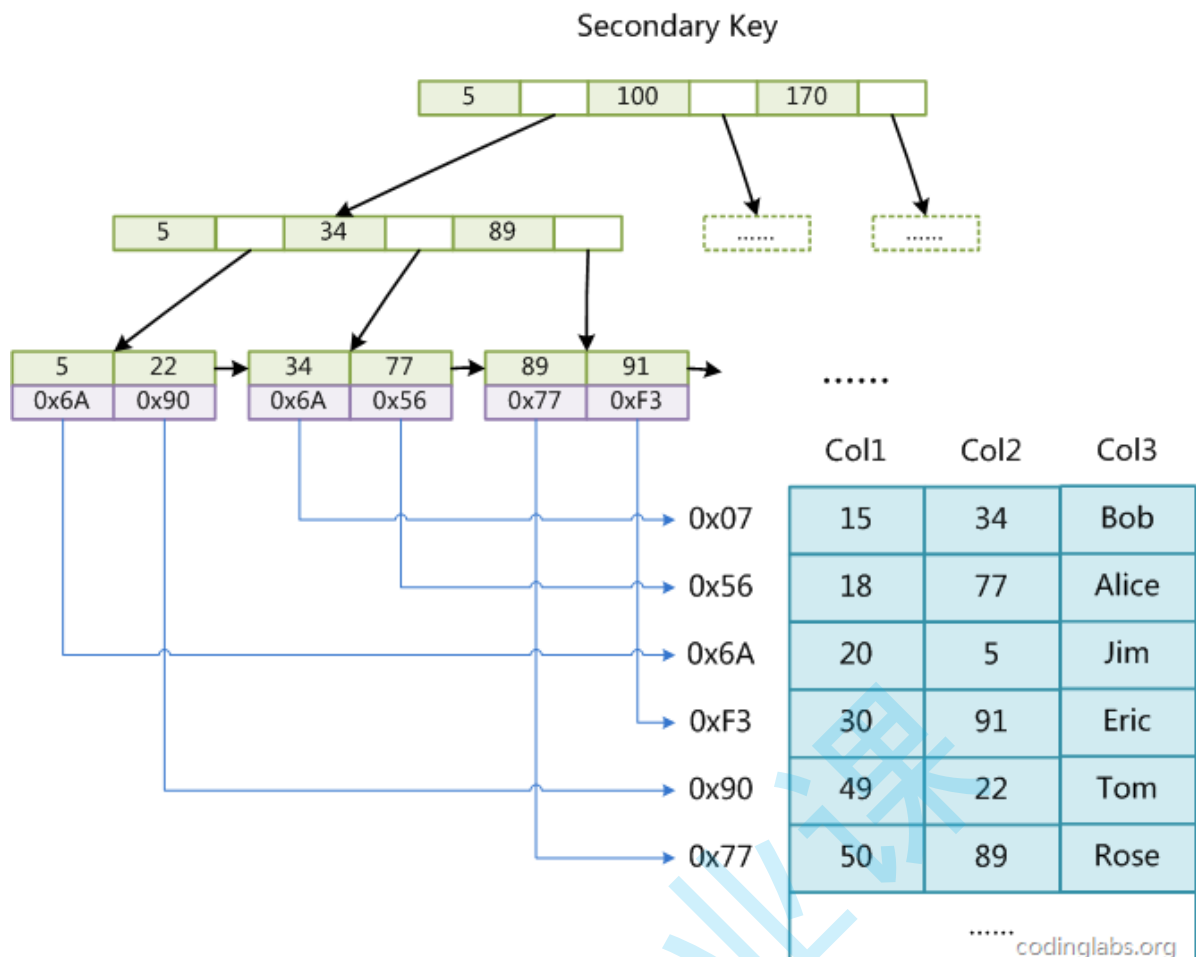 Secondary Key
5 100 170
5 34 89 ...... ......
5 22 34 77 89 91
0x6A 0x90 0x6A 0x56 0x77 0xF3
......
Col1 Col2 Col3
0x07 15 34 Bob
0x56 18 77 Alice
0x6A 20 5 Jim
0xF3 30 91 Eric
0x90 49 22 Tom
0x77 50 89 Rose
......
codinglabs.org
业课